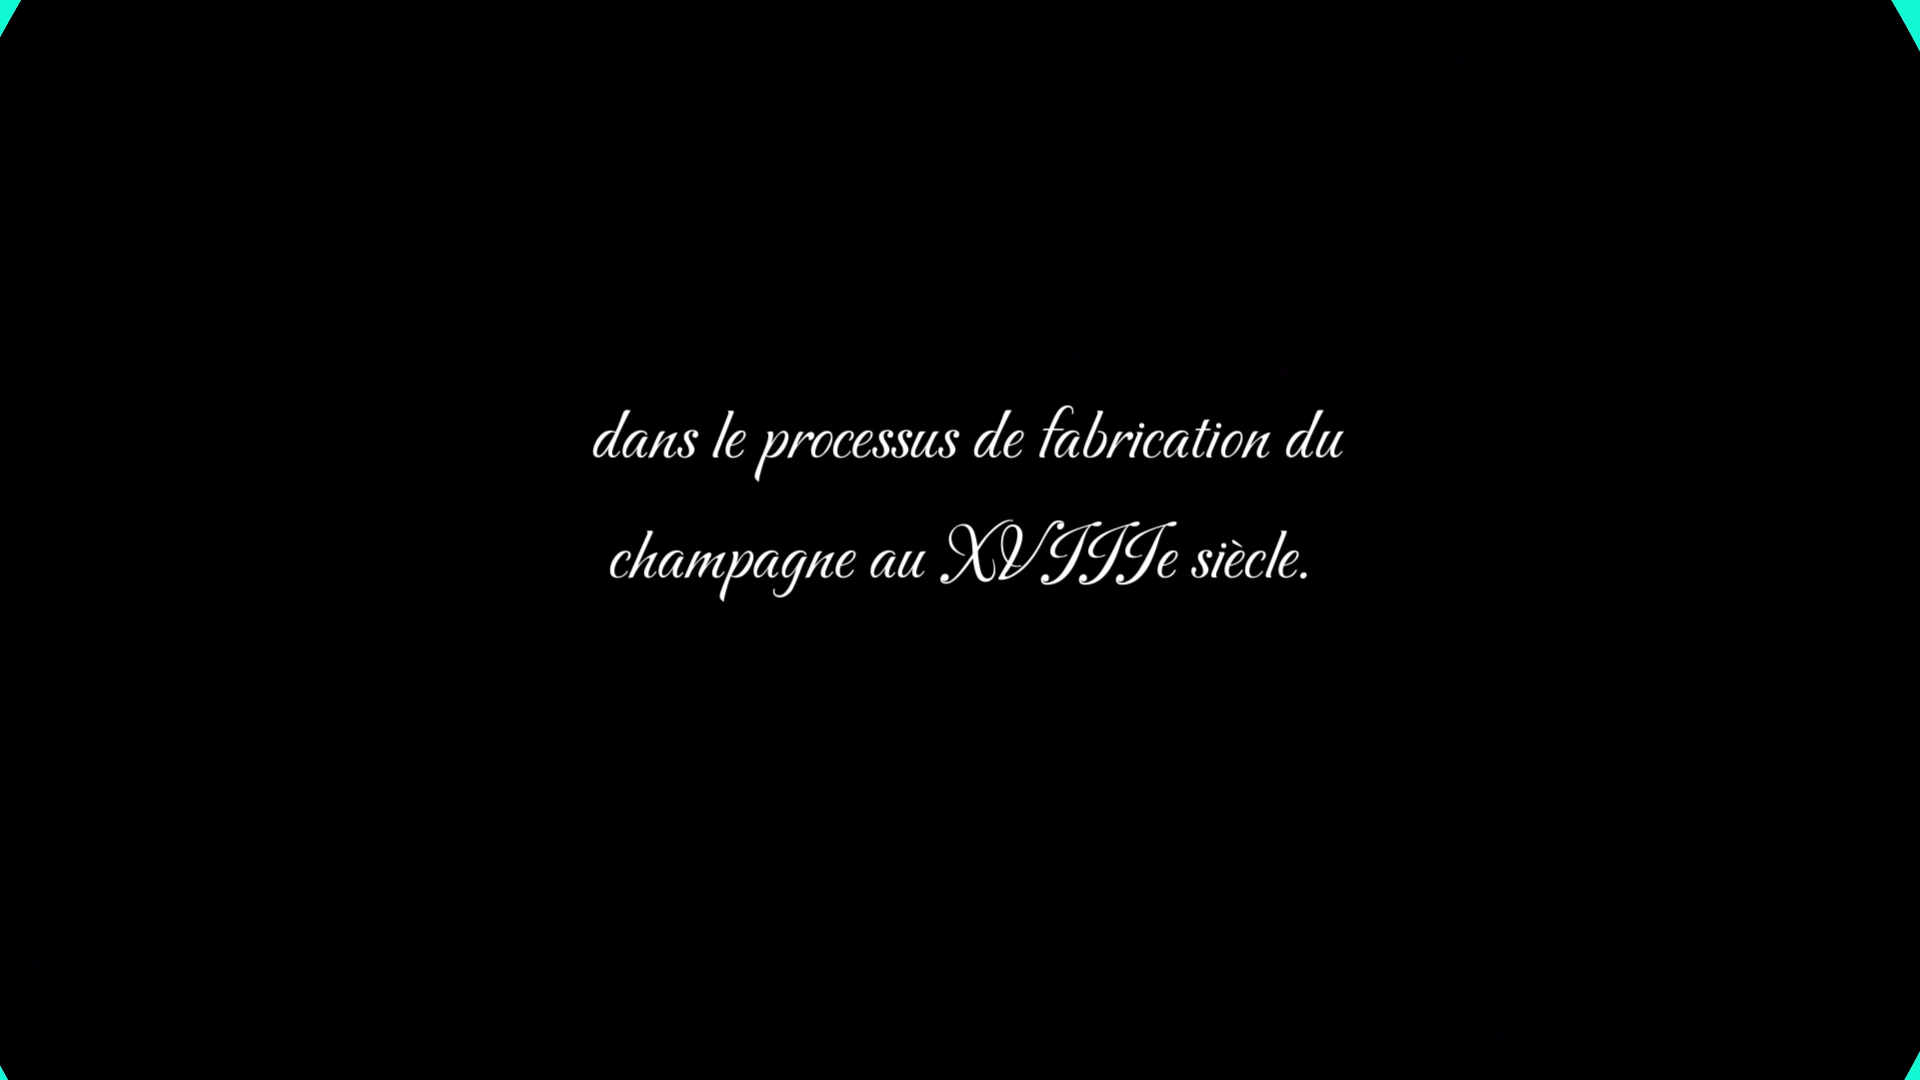 dans le processus de fabrication du
champagne au XVIIIe siècle.